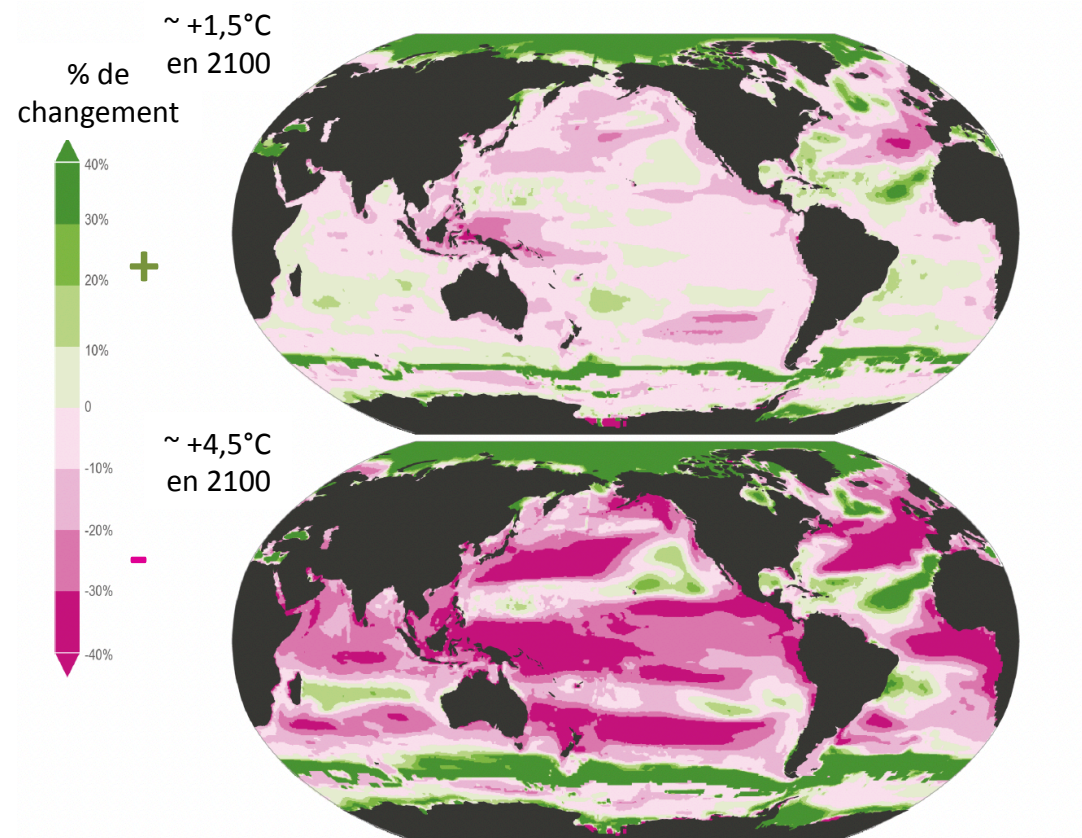 ~ +1,5°C
en 2100
% de
changement
40%
30%
20%
10%
0
-10%
-20%
-30%
-40%
+
-
~ +4,5°C
en 2100